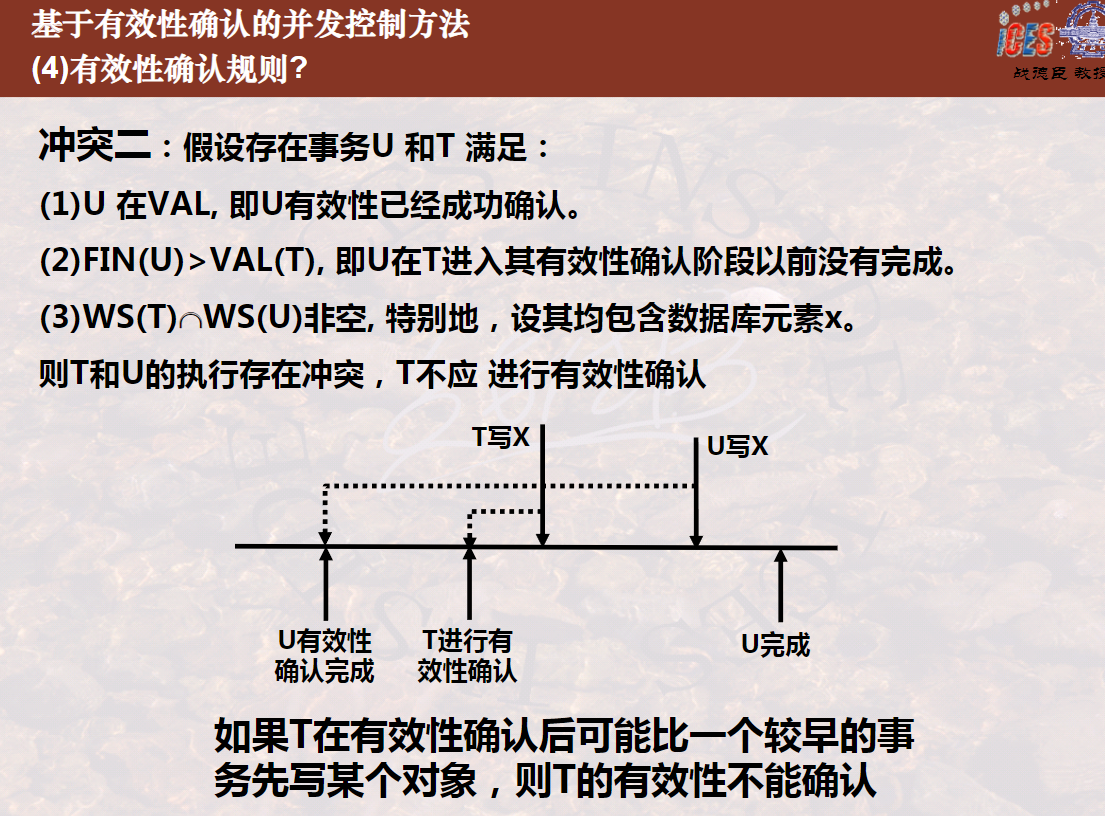 基于有效性确认的并发控制方法
(4)有效性确认规则?
iCES
战德臣 教授
冲突二：假设存在事务U 和T 满足：
(1)U 在VAL, 即U有效性已经成功确认。
(2)FIN(U)>VAL(T), 即U在T进入其有效性确认阶段以前没有完成。
(3)WS(T)∩WS(U)非空, 特别地，设其均包含数据库元素x。
则T和U的执行存在冲突，T不应 进行有效性确认
T写X
U写X
U有效性
确认完成
T进行有
效性确认
U完成
如果T在有效性确认后可能比一个较早的事
务先写某个对象，则T的有效性不能确认